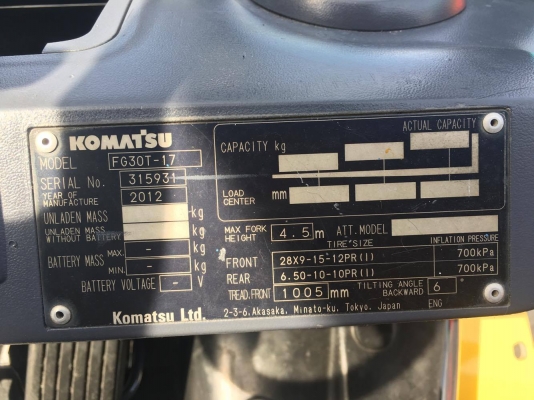 KOMATSU
MODEL FG30T-17
SERIAL No. 315931
YEAR OF MANUFACTURE 2012
UNLADEN MASS kg
UNLADEN MASS WITHOUT BATTERY kg
BATTERY MASS MAX. - kg
MIN. - kg
BATTERY VOLTAGE - V
Komatsu Ltd.
ACTUAL CAPACITY
CAPACITY kg
LOAD CENTER mm
MAX FORK HEIGHT 4.5 m ATT.MODEL
TIRE SIZE INFLATION PRESSURE
FRONT 28X9-15-12PR(I) 700kPa
REAR 6.50-10-10PR(I) 700kPa
TREAD.FRONT 1005 mm TILTING ANGLE BACKWARD 6
2-3-6, Akasaka, Minato-ku, Tokyo, Japan ENG